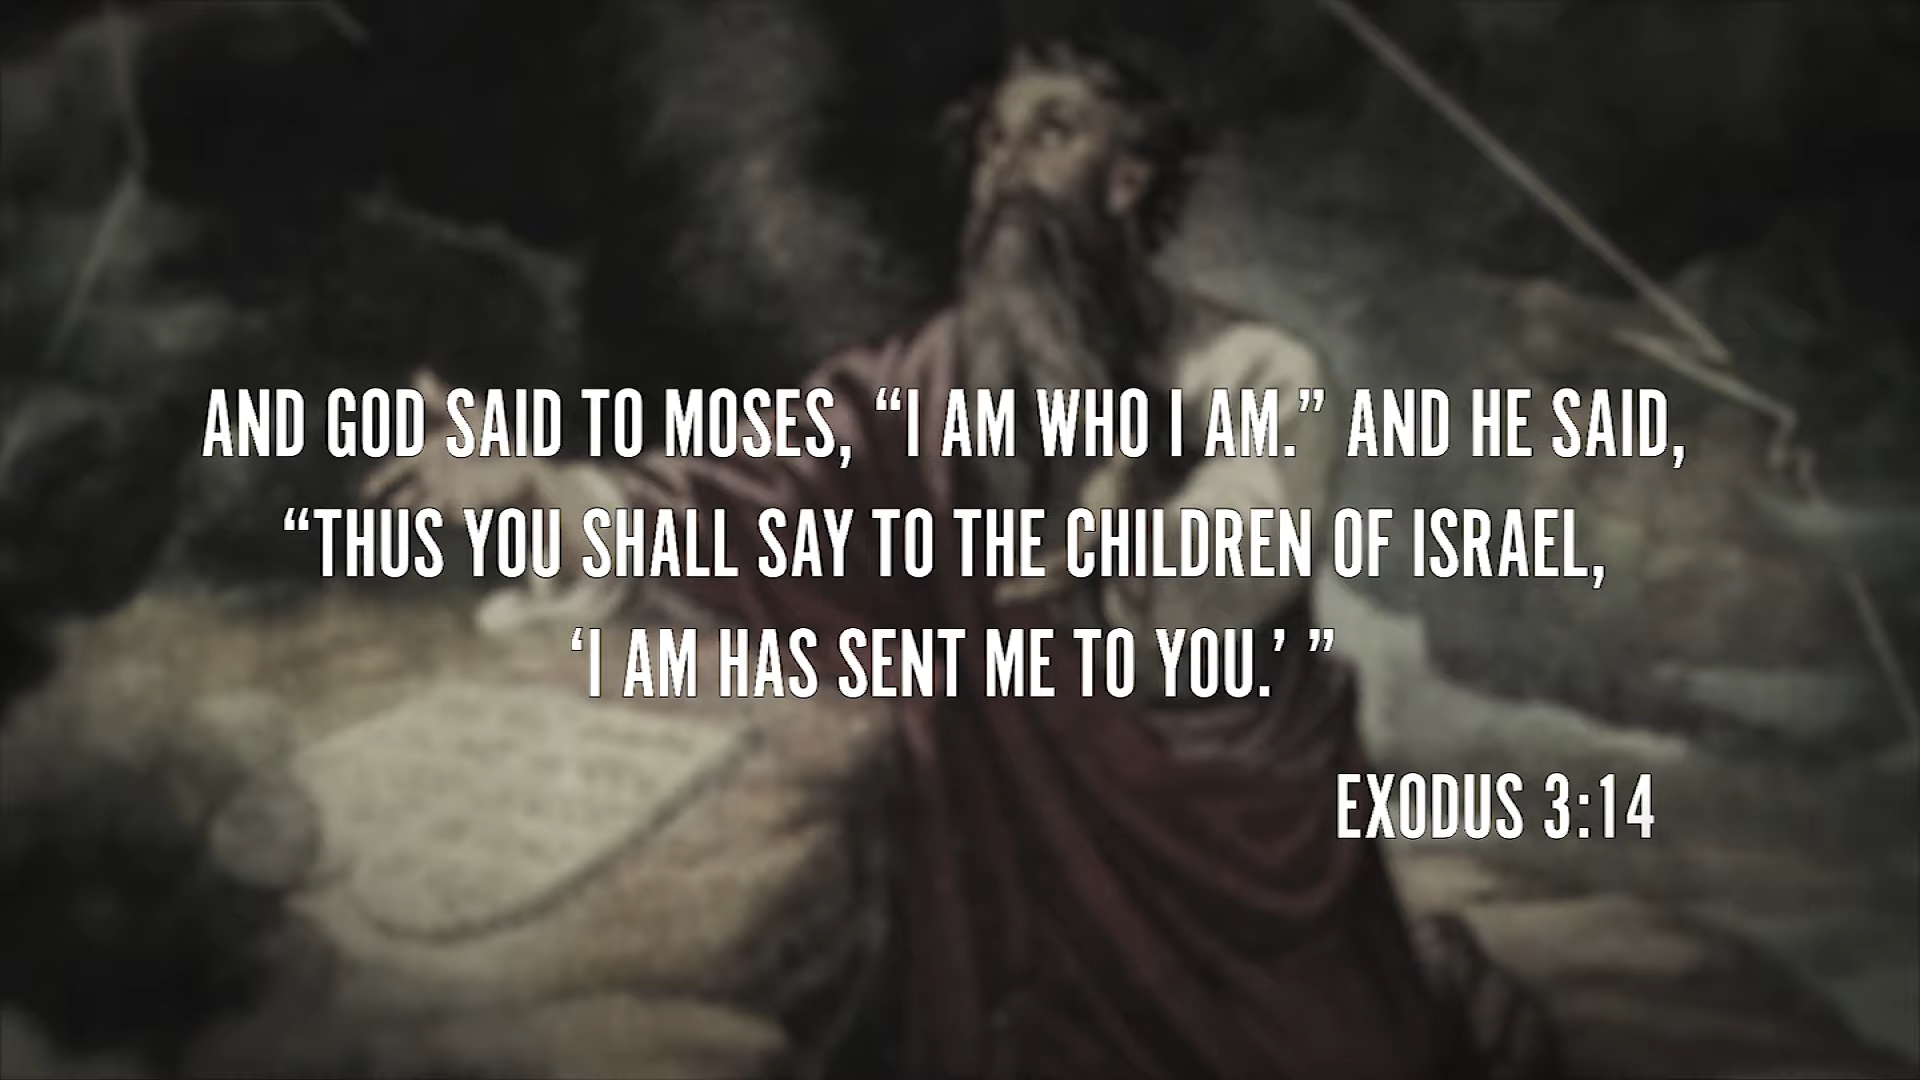 AND GOD SAID TO MOSES, “I AM WHO I AM.” AND HE SAID,
“THUS YOU SHALL SAY TO THE CHILDREN OF ISRAEL,
‘I AM HAS SENT ME TO YOU.’ ”
EXODUS 3:14